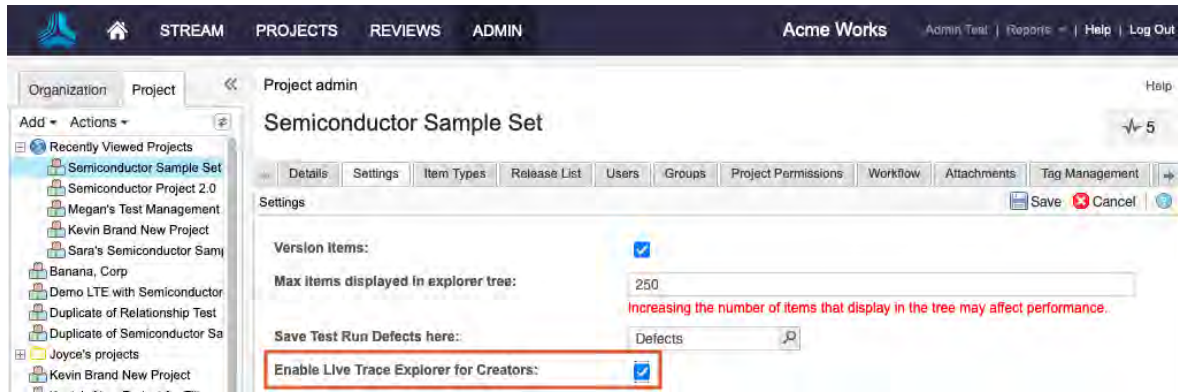 STREAM PROJECTS REVIEWS ADMIN Acme Works Admin Test | Reports | Help | Log Out
Organization Project
Project admin Help
Add Actions
Semiconductor Sample Set 5
Recently Viewed Projects
Semiconductor Sample Set
Details Settings Item Types Release List Users Groups Project Permissions Workflow Attachments Tag Management
Semiconductor Project 2.0
Megan's Test Management
Settings Save Cancel
Kevin Brand New Project
Sara's Semiconductor Samp
Version Items:
Banana, Corp
Max items displayed in explorer tree: 250
Demo LTE with Semiconductor
Increasing the number of items that display in the tree may affect performance.
Duplicate of Relationship Test
Duplicate of Semiconductor Sa
Save Test Run Defects here: Defects
Joyce's projects
Enable Live Trace Explorer for Creators:
Kevin Brand New Project